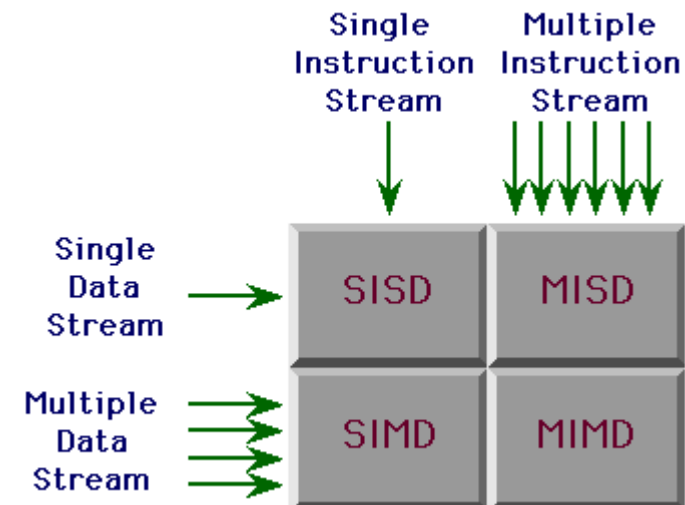 Single
Instruction
Stream
Multiple
Instruction
Stream
Single
Data
Stream
SISD
MISD
Multiple
Data
Stream
SIMD
MIMD